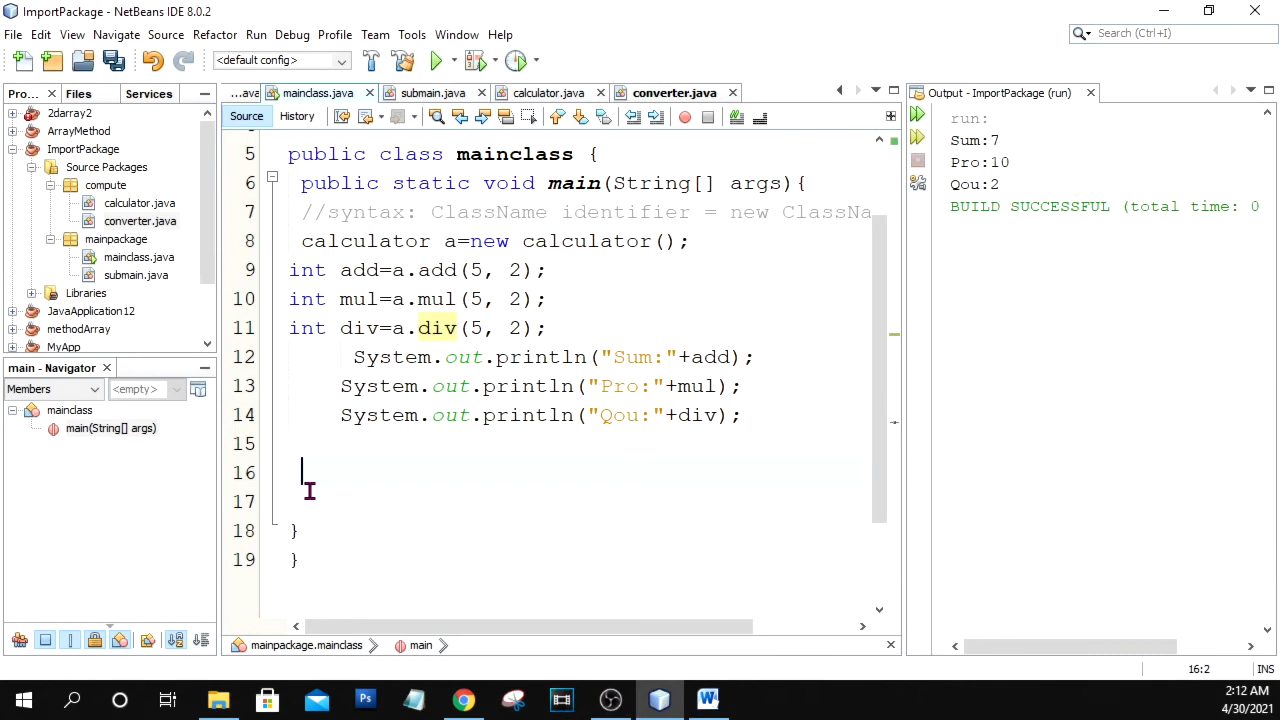 ImportPackage - NetBeans IDE 8.0.2
File Edit View Navigate Source Refactor Run Debug Profile Team Tools Window Help
Search (Ctrl+I)
<default config>
Pro... Files Services
...ava mainclass.java submain.java calculator.java converter.java
Output - ImportPackage (run)
Source History
2darray2
ArrayMethod
ImportPackage
Source Packages
compute
calculator.java
converter.java
mainpackage
mainclass.java
submain.java
Libraries
JavaApplication12
methodArray
MyApp
main - Navigator
Members <empty>
mainclass
main(String[] args)
5 public class mainclass {
6 public static void main(String[] args){
7 //syntax: ClassName identifier = new ClassNa
8 calculator a=new calculator();
9 int add=a.add(5, 2);
10 int mul=a.mul(5, 2);
11 int div=a.div(5, 2);
12 System.out.println("Sum:"+add);
13 System.out.println("Pro:"+mul);
14 System.out.println("Qou:"+div);
15
16
17
18 }
19 }
mainpackage.mainclass main
run:
Sum:7
Pro:10
Qou:2
BUILD SUCCESSFUL (total time: 0
16:2 INS
2:12 AM
4/30/2021